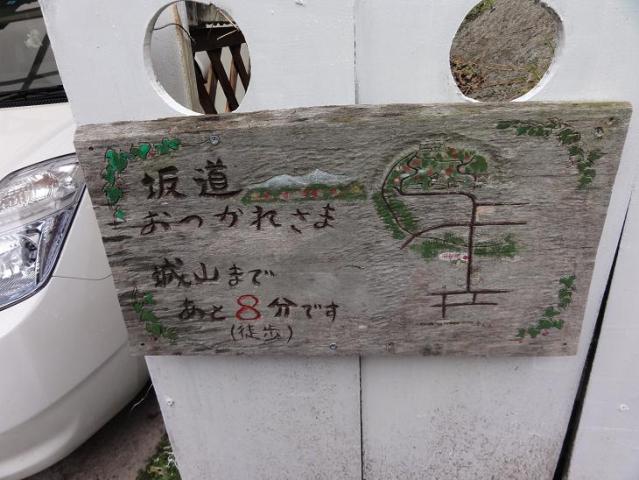 坂道
おつかれさま
城山まで
あと8分です
(徒歩)